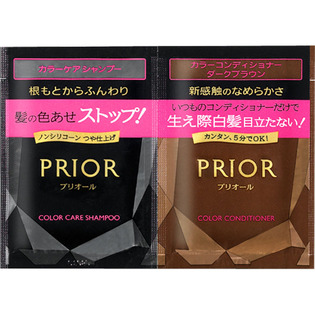 カラーケア シャンプー
根もとからふんわり
髪の色あせストップ!
ノンシリコーン つや仕上げ
PRIOR
プリオール
COLOR CARE SHAMPOO
カラーコンディショナー
ダークブラウン
新感触のなめらかさ
いつものコンディショナーだけで
生え際白髪目立たない!
カンタン、5分でOK!
PRIOR
プリオール
COLOR CONDITIONER